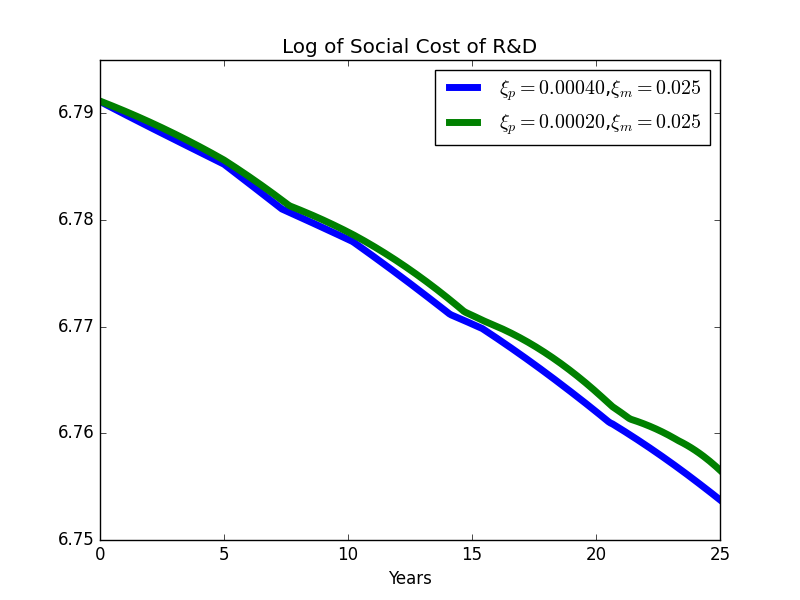 Log of Social Cost of R&D
ξp = 0.00040,ξm = 0.025
ξp = 0.00020,ξm = 0.025
6.79
6.78
6.77
6.76
6.75
0 5 10 15 20 25
Years